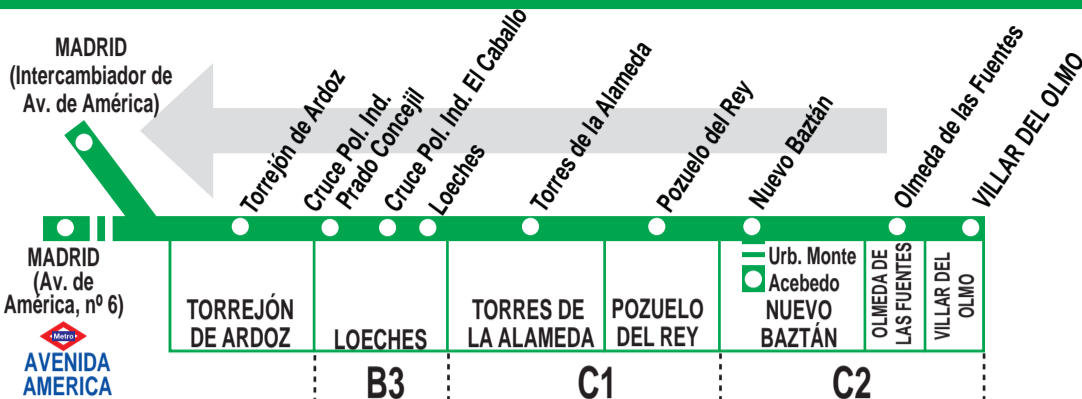 MADRID
(Intercambiador de
Av. de América)
Torrejón de Ardoz
Cruce Pol. Ind.
Prado Concejil
Cruce Pol. Ind. El Caballo
Loeches
Torres de la Alameda
Pozuelo del Rey
Nuevo Baztán
Olmeda de las Fuentes
VILLAR DEL OLMO
MADRID
(Av. de
América, nº 6)
Metro
AVENIDA
AMERICA
TORREJÓN
DE ARDOZ
LOECHES
TORRES DE
LA ALAMEDA
POZUELO
DEL REY
Urb. Monte
Acebedo
NUEVO
BAZTÁN
OLMEDA DE
LAS FUENTES
VILLAR DEL
OLMO
B3
C1
C2